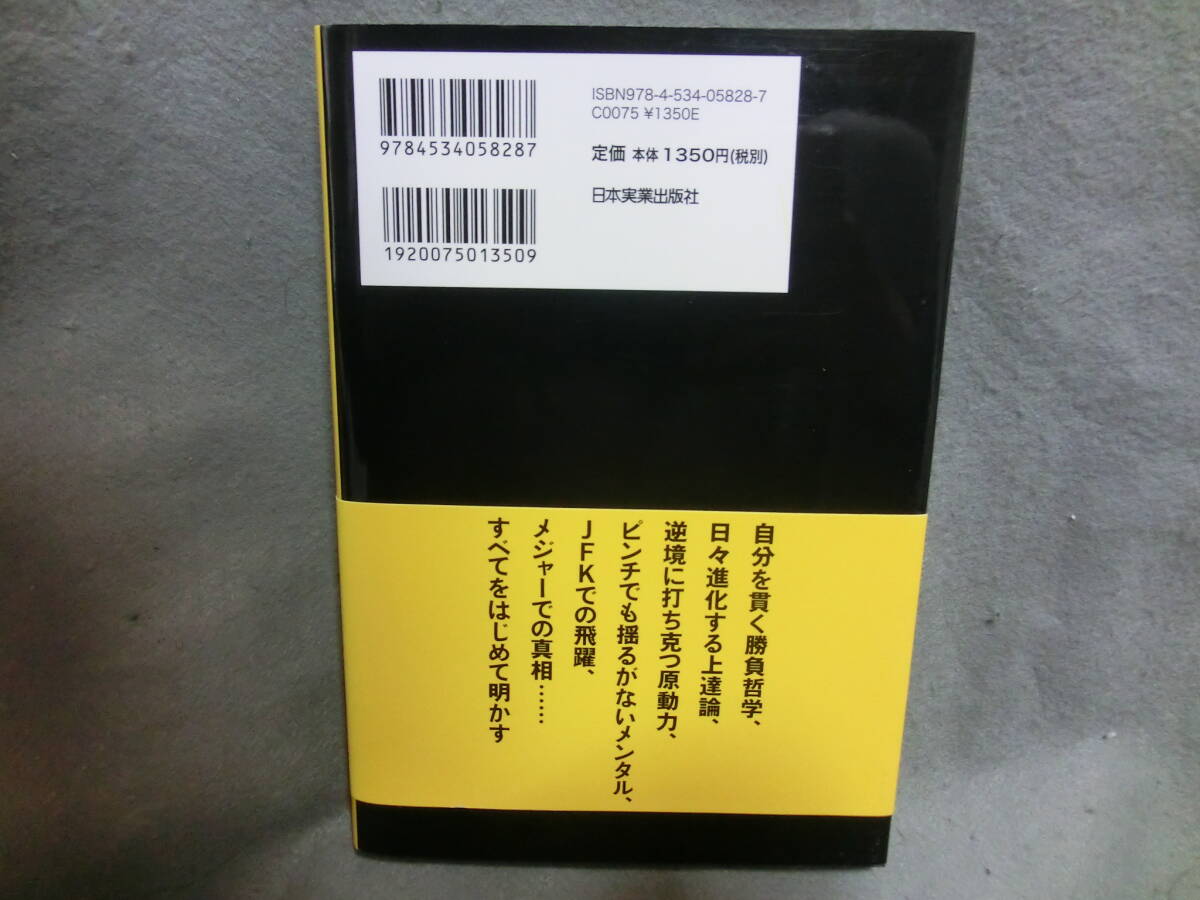 ISBN978-4-534-05828-7
C0075 ¥1350E
9784534058287
定価 本体1350円(税別)
1920075013509
日本実業出版社
自分を貫く勝負哲学、
日々進化する上達論、
逆境に打ち克つ原動力、
ピンチでも揺るがないメンタル、
JFKでの飛躍、
メジャーでの真相……
すべてをはじめて明かす